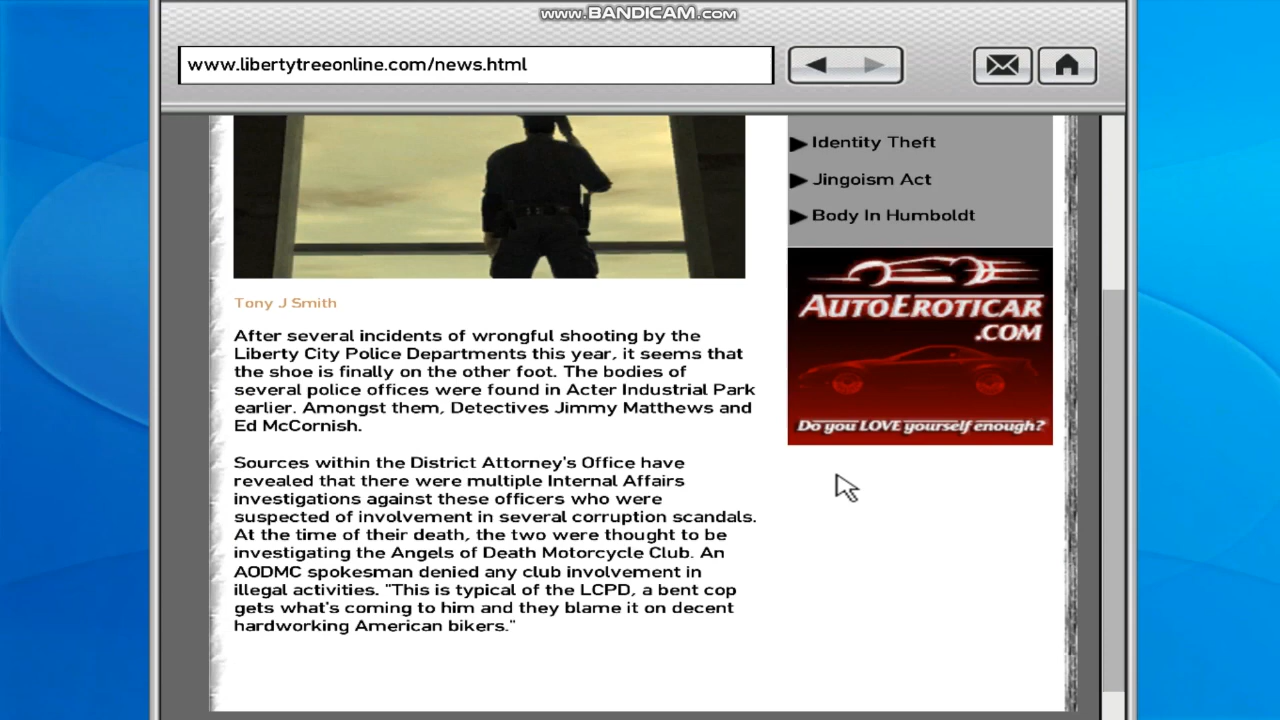 www.BANDICAM.com
www.libertytreeonline.com/news.html
Identity Theft
Jingoism Act
Body In Humboldt
AUTOEROTICAR
.COM
Do you LOVE yourself enough?
Tony J Smith
After several incidents of wrongful shooting by the
Liberty City Police Departments this year, it seems that
the shoe is finally on the other foot. The bodies of
several police offices were found in Acter Industrial Park
earlier. Amongst them, Detectives Jimmy Matthews and
Ed McCornish.
Sources within the District Attorney's Office have
revealed that there were multiple Internal Affairs
investigations against these officers who were
suspected of involvement in several corruption scandals.
At the time of their death, the two were thought to be
investigating the Angels of Death Motorcycle Club. An
AODMC spokesman denied any club involvement in
illegal activities. "This is typical of the LCPD, a bent cop
gets what's coming to him and they blame it on decent
hardworking American bikers."